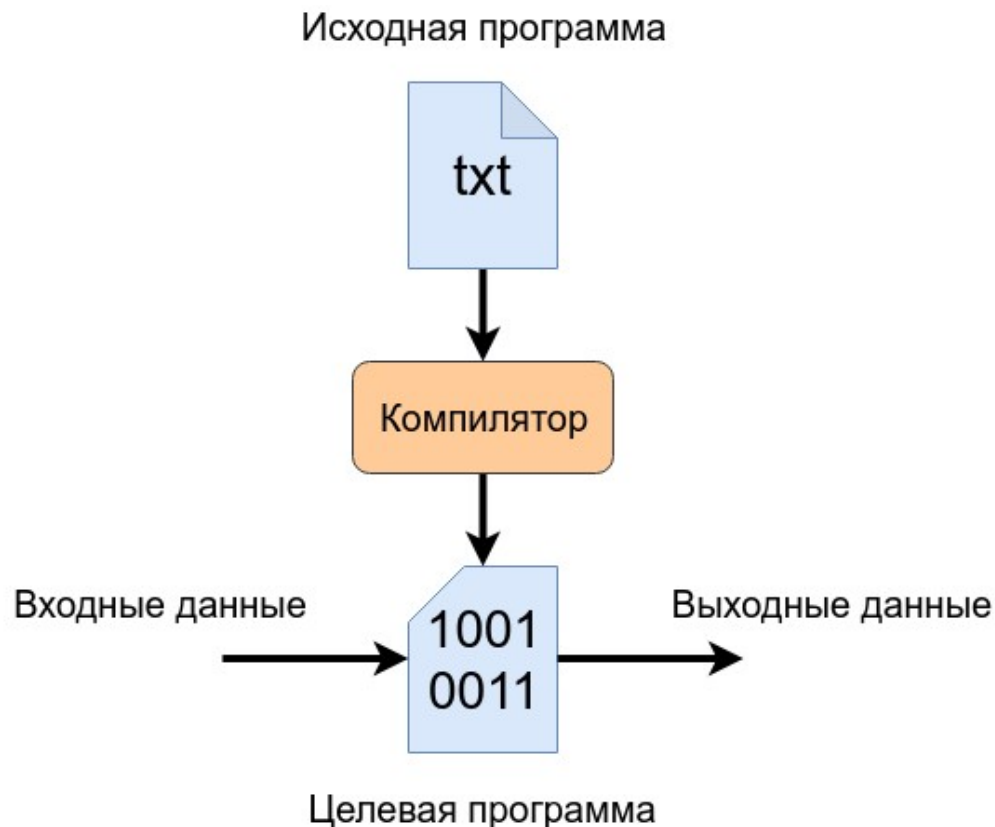 Исходная программа
txt
Компилятор
Входные данные
Выходные данные
1001
0011
Целевая программа